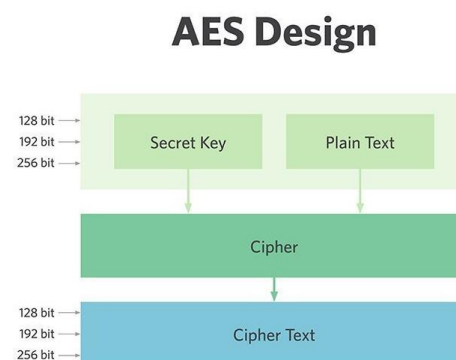 AES Design
128 bit
192 bit
256 bit
Secret Key
Plain Text
Cipher
128 bit
192 bit
256 bit
Cipher Text